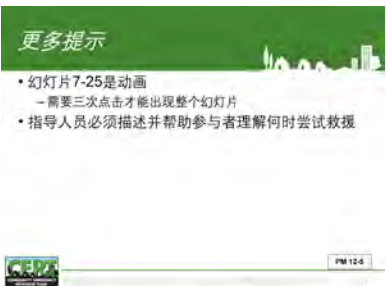 更多提示
• 幻灯片7-25是动画
–需要三次点击才能出现整个幻灯片
• 指导人员必须描述并帮助参与者理解何时尝试救援
CERT
PM 12-6